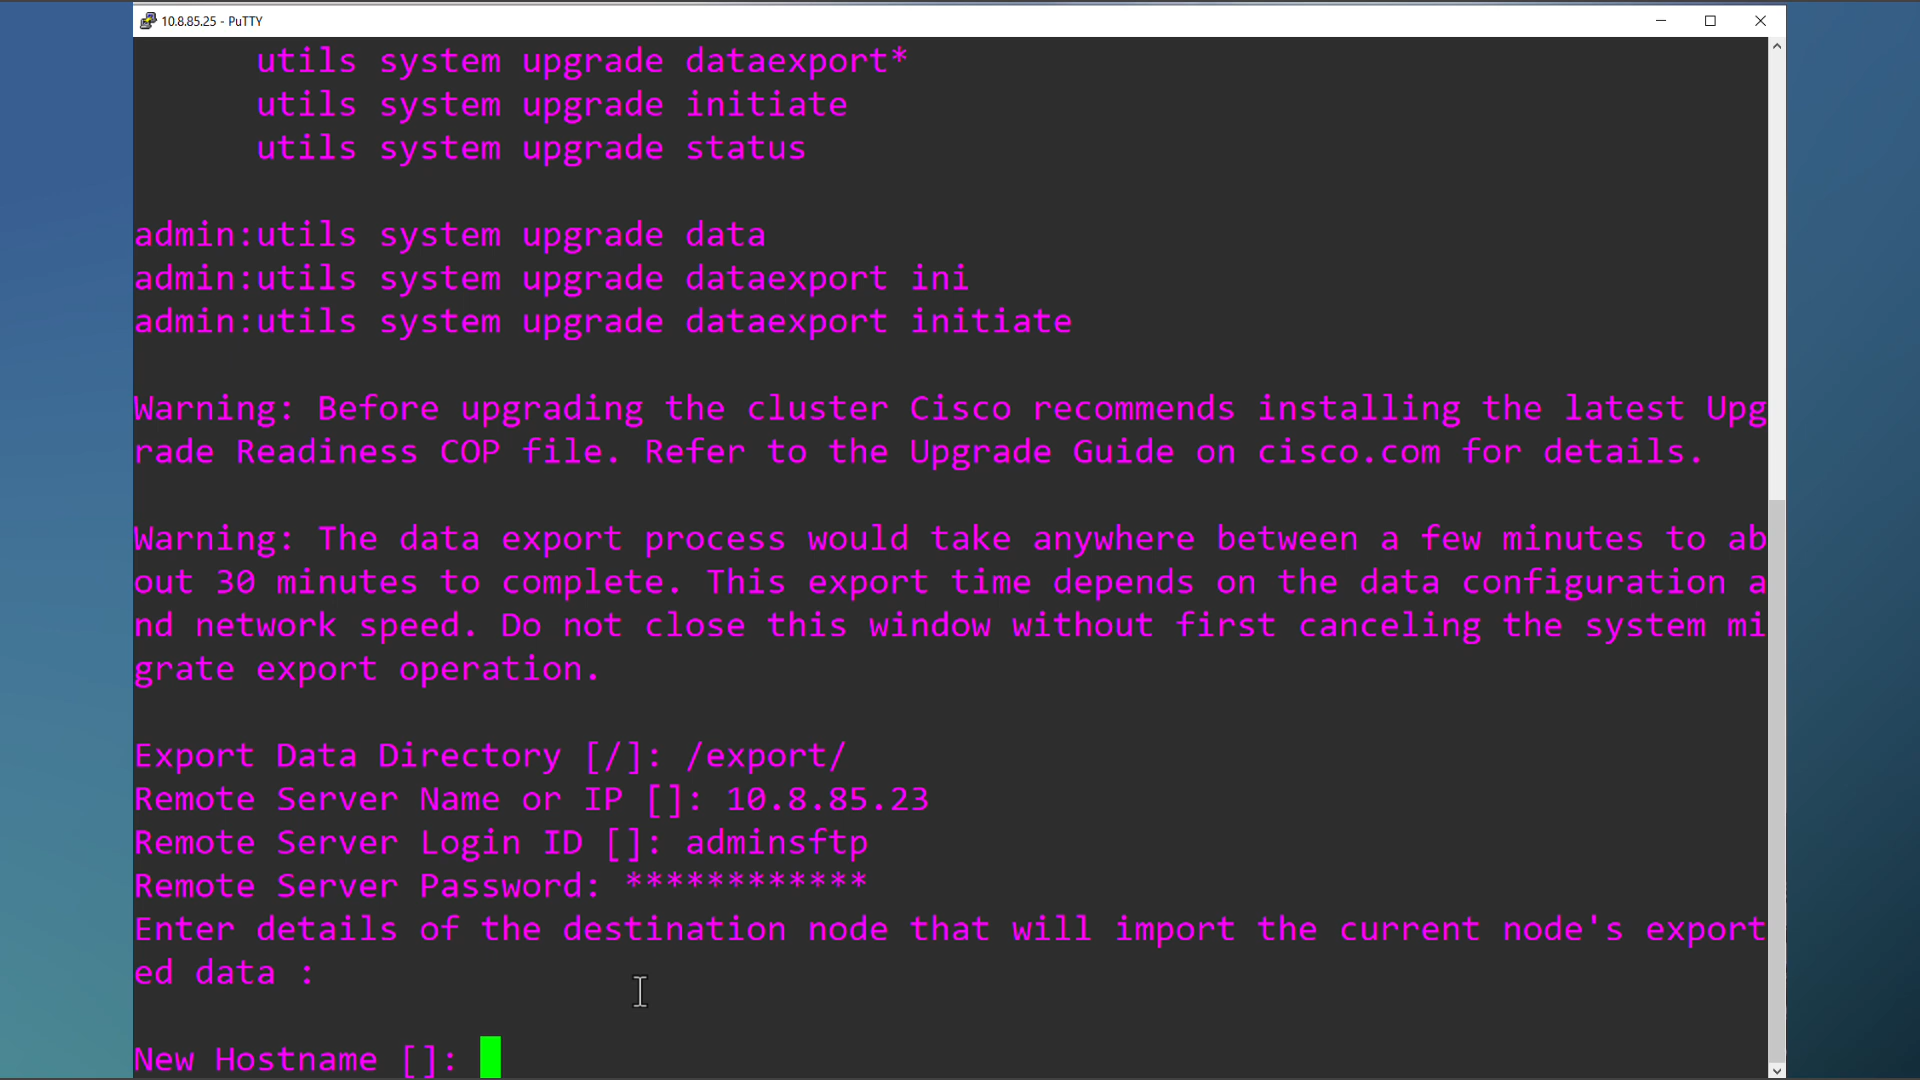 10.8.85.25 - PuTTY
utils system upgrade dataexport*
utils system upgrade initiate
utils system upgrade status
admin:utils system upgrade data
admin:utils system upgrade dataexport ini
admin:utils system upgrade dataexport initiate
Warning: Before upgrading the cluster Cisco recommends installing the latest Upg
rade Readiness COP file. Refer to the Upgrade Guide on cisco.com for details.
Warning: The data export process would take anywhere between a few minutes to ab
out 30 minutes to complete. This export time depends on the data configuration a
nd network speed. Do not close this window without first canceling the system mi
grate export operation.
Export Data Directory [/]: /export/
Remote Server Name or IP []: 10.8.85.23
Remote Server Login ID []: adminsftp
Remote Server Password: ************
Enter details of the destination node that will import the current node's export
ed data :
New Hostname []: